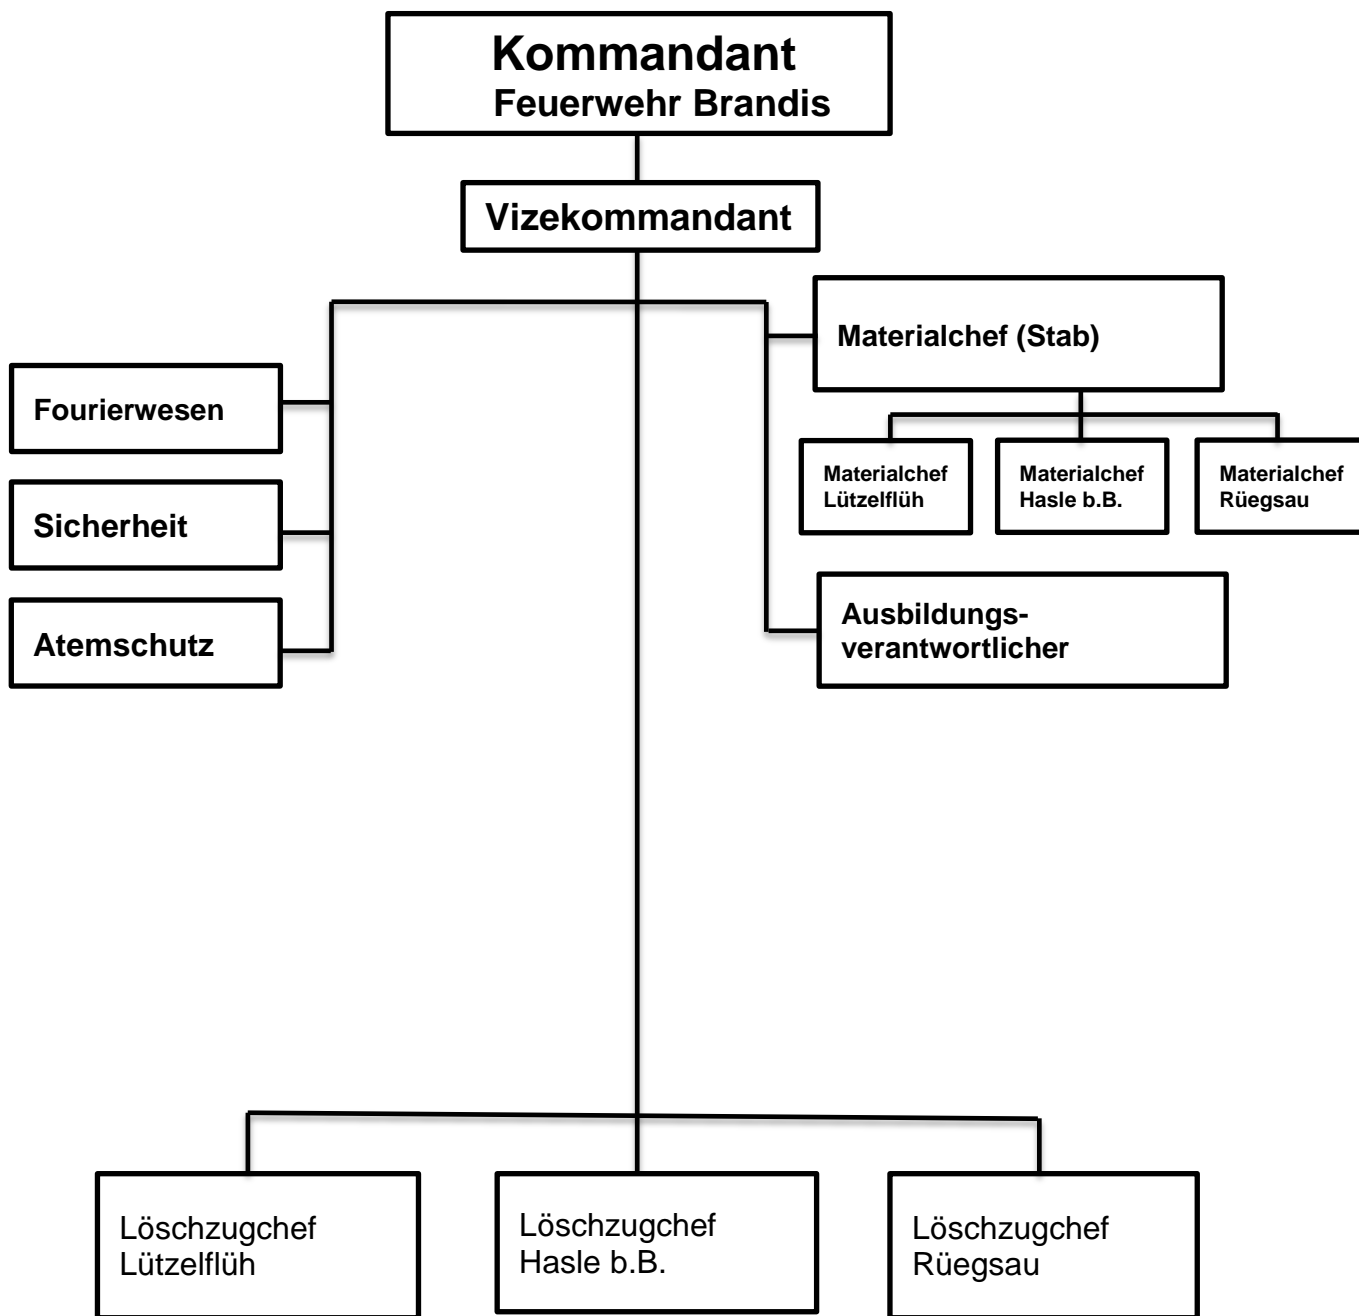 Kommandant
Feuerwehr Brandis
Vizekommandant
Materialchef (Stab)
Fourierwesen
Materialchef
Lützelflüh
Materialchef
Hasle b.B.
Materialchef
Rüegsau
Sicherheit
Atemschutz
Ausbildungs-
verantwortlicher
Löschzugchef
Lützelflüh
Löschzugchef
Hasle b.B.
Löschzugchef
Rüegsau